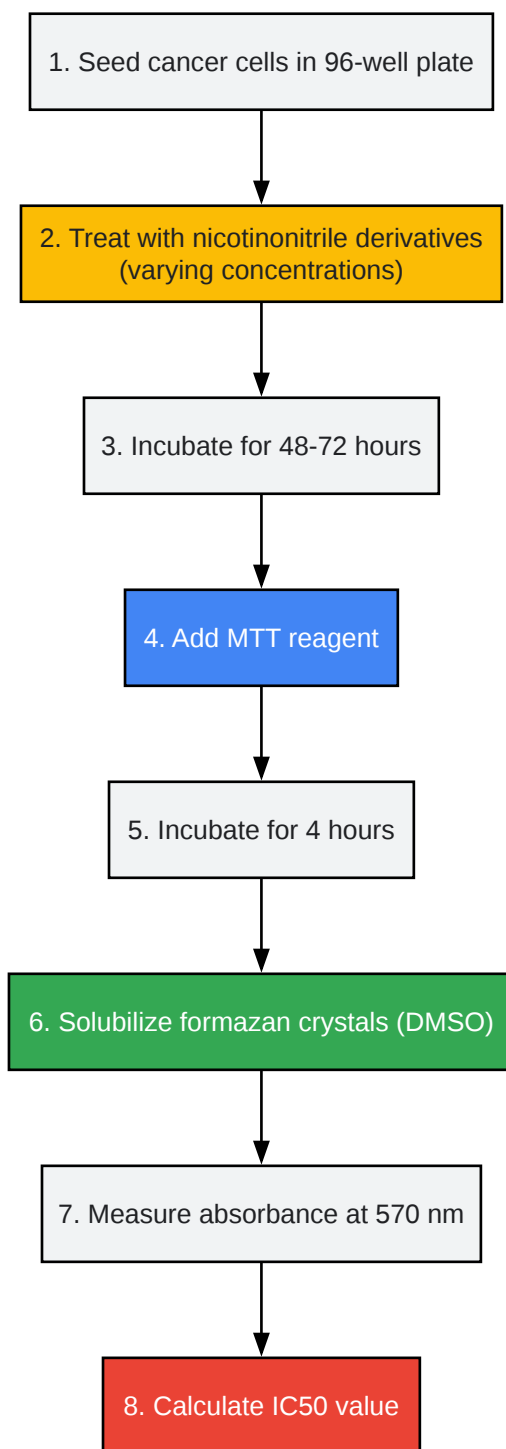 1. Seed cancer cells in 96-well plate
2. Treat with nicotinonitrile derivatives
(varying concentrations)
3. Incubate for 48-72 hours
4. Add MTT reagent
5. Incubate for 4 hours
6. Solubilize formazan crystals (DMSO)
7. Measure absorbance at 570 nm
8. Calculate IC50 value